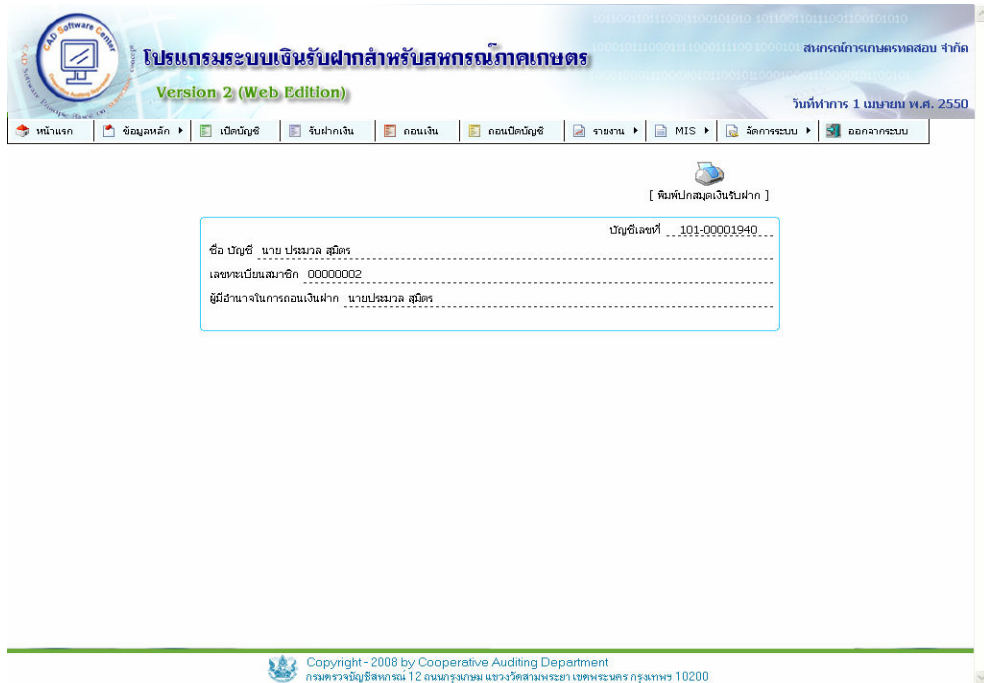 CAD Software Center
โปรแกรมระบบเงินรับฝากสำหรับสหกรณ์ภาคเกษตร
Version 2 (Web Edition)
สหกรณ์การเกษตรทดสอบ จำกัด
วันที่ทำการ 1 เมษายน พ.ศ. 2550
หน้าแรก ข้อมูลหลัก เปิดบัญชี รับฝากเงิน ถอนเงิน ถอนปิดบัญชี รายงาน MIS จัดการระบบ ออกจากระบบ
[ พิมพ์ปกสมุดเงินรับฝาก ]
บัญชีเลขที่ 101-00001940
ชื่อ บัญชี นาย ประมวล สุมิตร
เลขทะเบียนสมาชิก 00000002
ผู้มีอำนาจในการถอนเงินฝาก นายประมวล สุมิตร
Copyright - 2008 by Cooperative Auditing Department
กรมตรวจบัญชีสหกรณ์ 12 ถนนกรุงเกษม แขวงวัดสามพระยา เขตพระนคร กรุงเทพฯ 10200